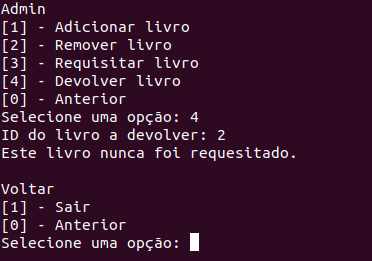 Admin
[1] - Adicionar livro
[2] - Remover livro
[3] - Requisitar livro
[4] - Devolver livro
[0] - Anterior
Selecione uma opção: 4
ID do livro a devolver: 2
Este livro nunca foi requesitado.
Voltar
[1] - Sair
[0] - Anterior
Selecione uma opção: